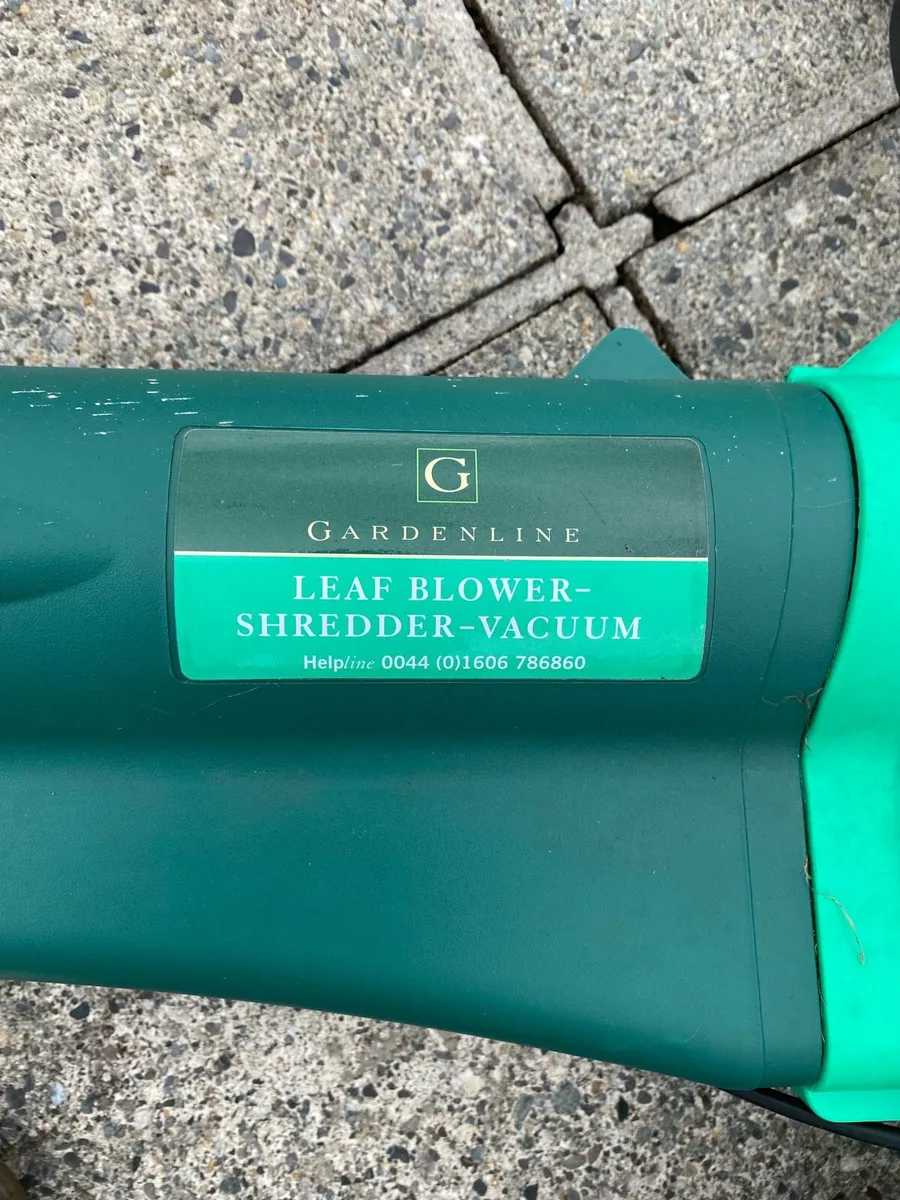 G
GARDENLINE
LEAF BLOWER-
SHREDDER-VACUUM
Helpline 0044 (0)1606 786860